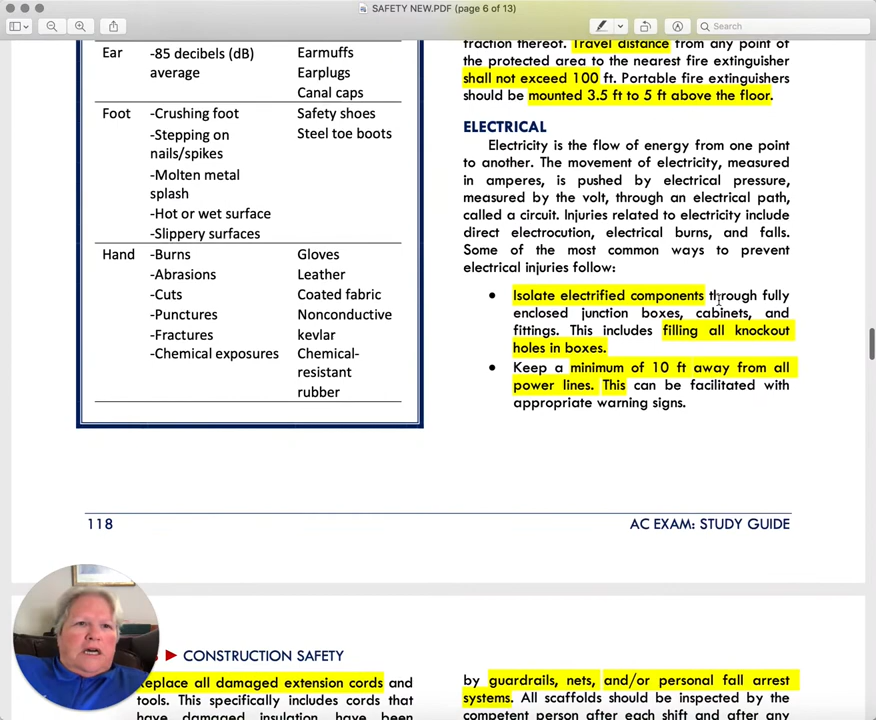 SAFETY NEW.PDF (page 6 of 13)
Search
Ear -85 decibels (dB) Earmuffs
average Earplugs
Canal caps
Foot -Crushing foot Safety shoes
-Stepping on Steel toe boots
nails/spikes
-Molten metal
splash
-Hot or wet surface
-Slippery surfaces
Hand -Burns Gloves
-Abrasions Leather
-Cuts Coated fabric
-Punctures Nonconductive
-Fractures kevlar
-Chemical exposures Chemical-
resistant
rubber
fraction thereof. Travel distance from any point of
the protected area to the nearest fire extinguisher
shall not exceed 100 ft. Portable fire extinguishers
should be mounted 3.5 ft to 5 ft above the floor.
ELECTRICAL
Electricity is the flow of energy from one point
to another. The movement of electricity, measured
in amperes, is pushed by electrical pressure,
measured by the volt, through an electrical path,
called a circuit. Injuries related to electricity include
direct electrocution, electrical burns, and falls.
Some of the most common ways to prevent
electrical injuries follow:
• Isolate electrified components through fully
enclosed junction boxes, cabinets, and
fittings. This includes filling all knockout
holes in boxes.
• Keep a minimum of 10 ft away from all
power lines. This can be facilitated with
appropriate warning signs.
118 AC EXAM: STUDY GUIDE
CONSTRUCTION SAFETY
Replace all damaged extension cords and
tools. This specifically includes cords that
have damaged insulation, have been
by guardrails, nets, and/or personal fall arrest
systems. All scaffolds should be inspected by the
competent person after each shift and after any